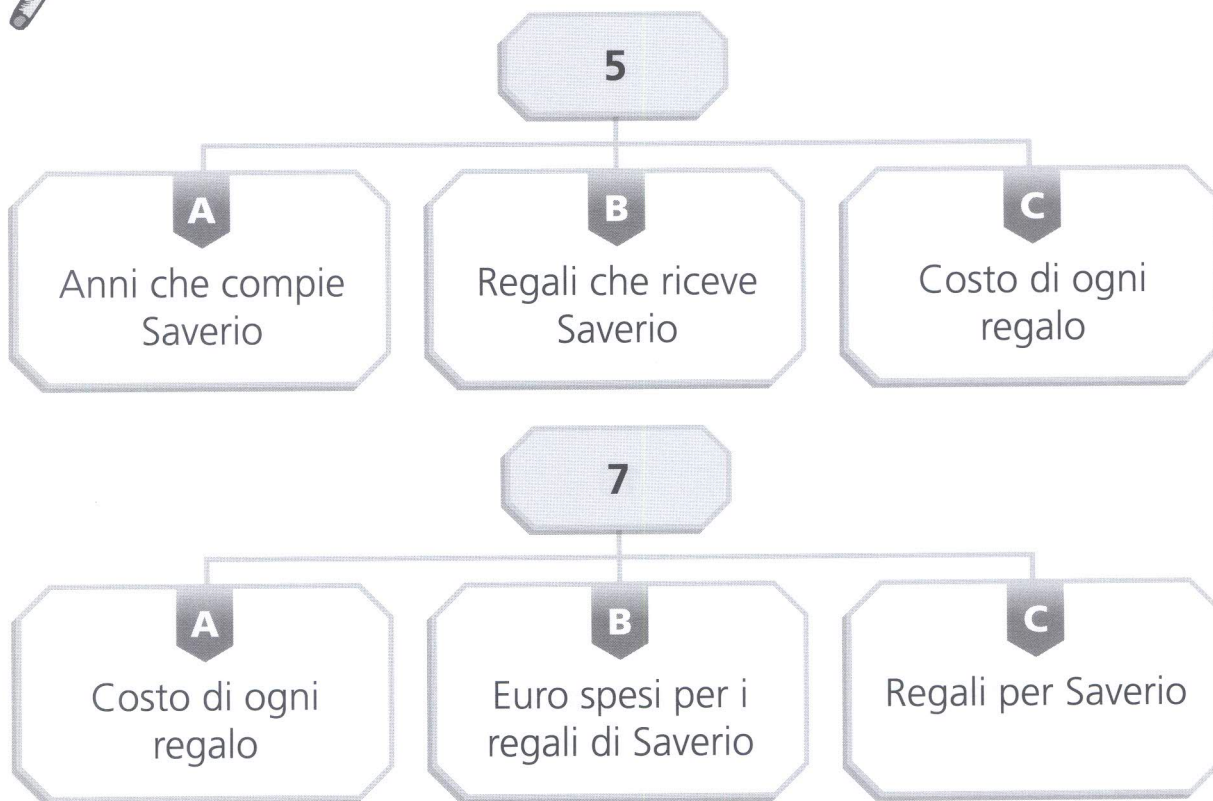 5
A
Anni che compie
Saverio
B
Regali che riceve
Saverio
C
Costo di ogni
regalo
7
A
Costo di ogni
regalo
B
Euro spesi per i
regali di Saverio
C
Regali per Saverio